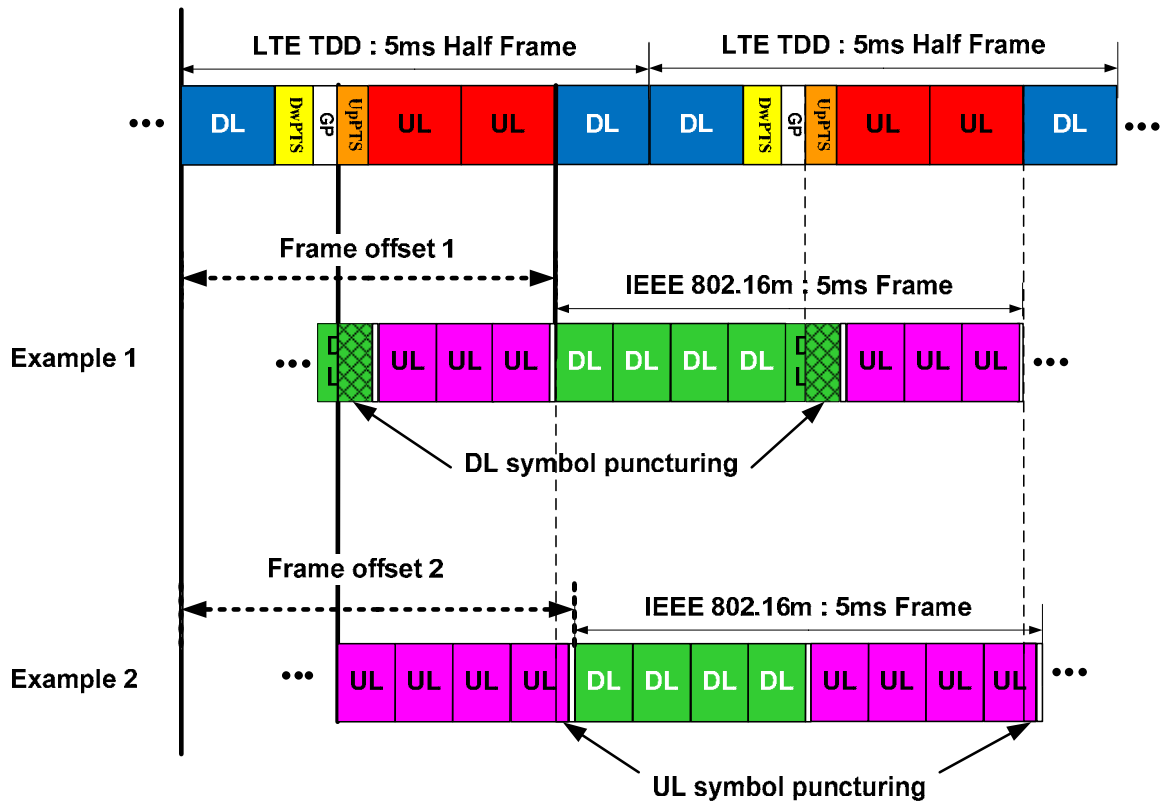 LTE TDD : 5ms Half Frame
LTE TDD : 5ms Half Frame
••• DL DwPTS GP UpPTS UL UL DL DL DwPTS GP UpPTS UL UL DL •••
Frame offset 1
IEEE 802.16m : 5ms Frame
Example 1
••• DL UL UL UL DL DL DL DL DL UL UL UL •••
DL symbol puncturing
Frame offset 2
IEEE 802.16m : 5ms Frame
Example 2
••• UL UL UL UL DL DL DL DL UL UL UL UL •••
UL symbol puncturing